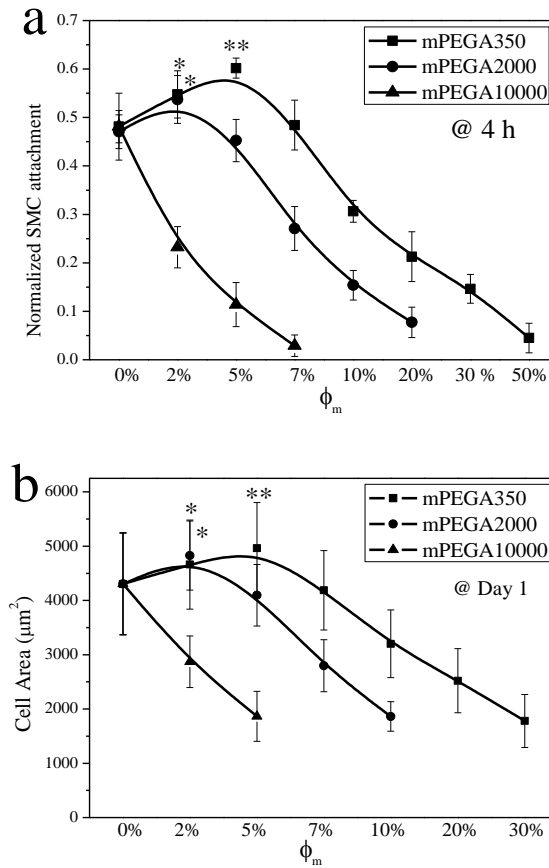 a
Normalized SMC attachment
0.7
0.6
0.5
0.4
0.3
0.2
0.1
0.0
*
*
**
mPEGA350
mPEGA2000
mPEGA10000
@ 4 h
0% 2% 5% 7% 10% 20% 30 % 50%
ϕm
b
Cell Area (μm²)
6000
5000
4000
3000
2000
1000
0
*
*
**
mPEGA350
mPEGA2000
mPEGA10000
@ Day 1
0% 2% 5% 7% 10% 20% 30%
ϕm